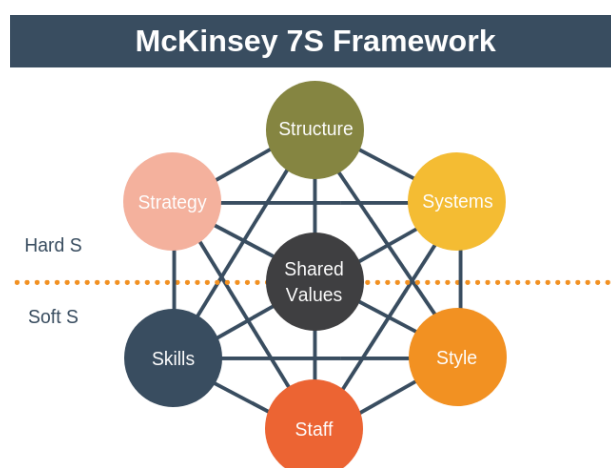 McKinsey 7S Framework
Structure
Strategy
Systems
Hard S
Shared
Values
Soft S
Skills
Style
Staff